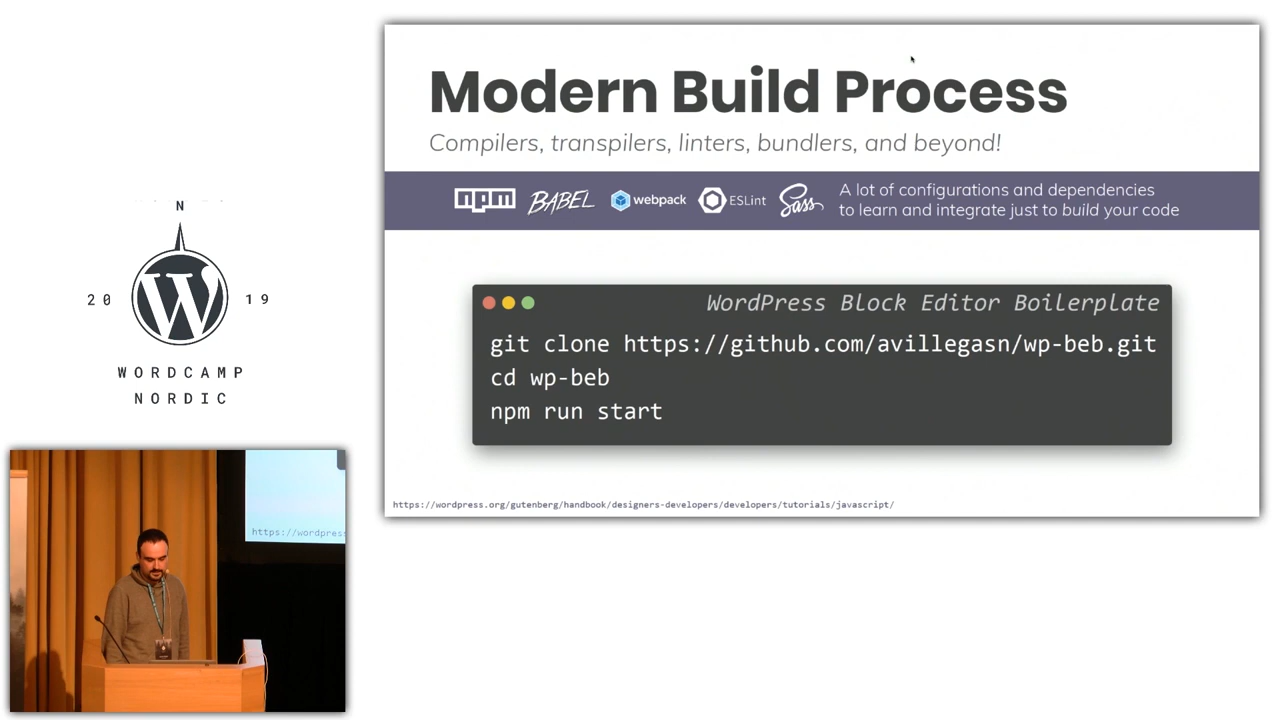 Modern Build Process
Compilers, transpilers, linters, bundlers, and beyond!
npm BABEL webpack ESLint Sass
A lot of configurations and dependencies
to learn and integrate just to build your code
WordPress Block Editor Boilerplate
git clone https://github.com/avillegasn/wp-beb.git
cd wp-beb
npm run start
https://wordpress.org/gutenberg/handbook/designers-developers/developers/tutorials/javascript/
N
20 19
WORDCAMP
NORDIC
https://wordpress